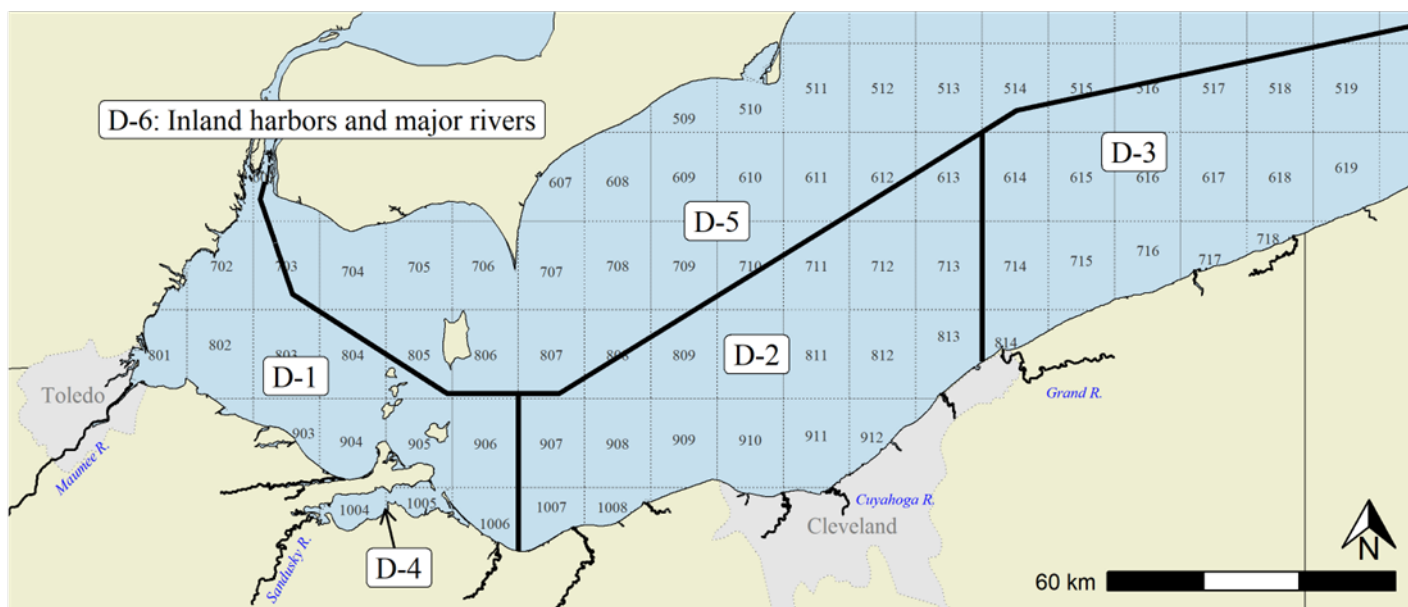 511 512 513 514 515 516 517 518 519
509 510
D-6: Inland harbors and major rivers
D-3
607 608 609 610 611 612 613 614 615 616 617 618 619
D-5
702 703 704 705 706 707 708 709 710 711 712 713 714 715 716 717 718
801 802 803 804 805 806 807 808 809 811 812 813 814
D-1
D-2
Toledo
Grand R.
903 904 905 906 907 908 909 910 911 912
Maumee R.
1004 1005 1006 1007 1008
Cuyahoga R.
Cleveland
Sandusky R.
D-4
N
60 km